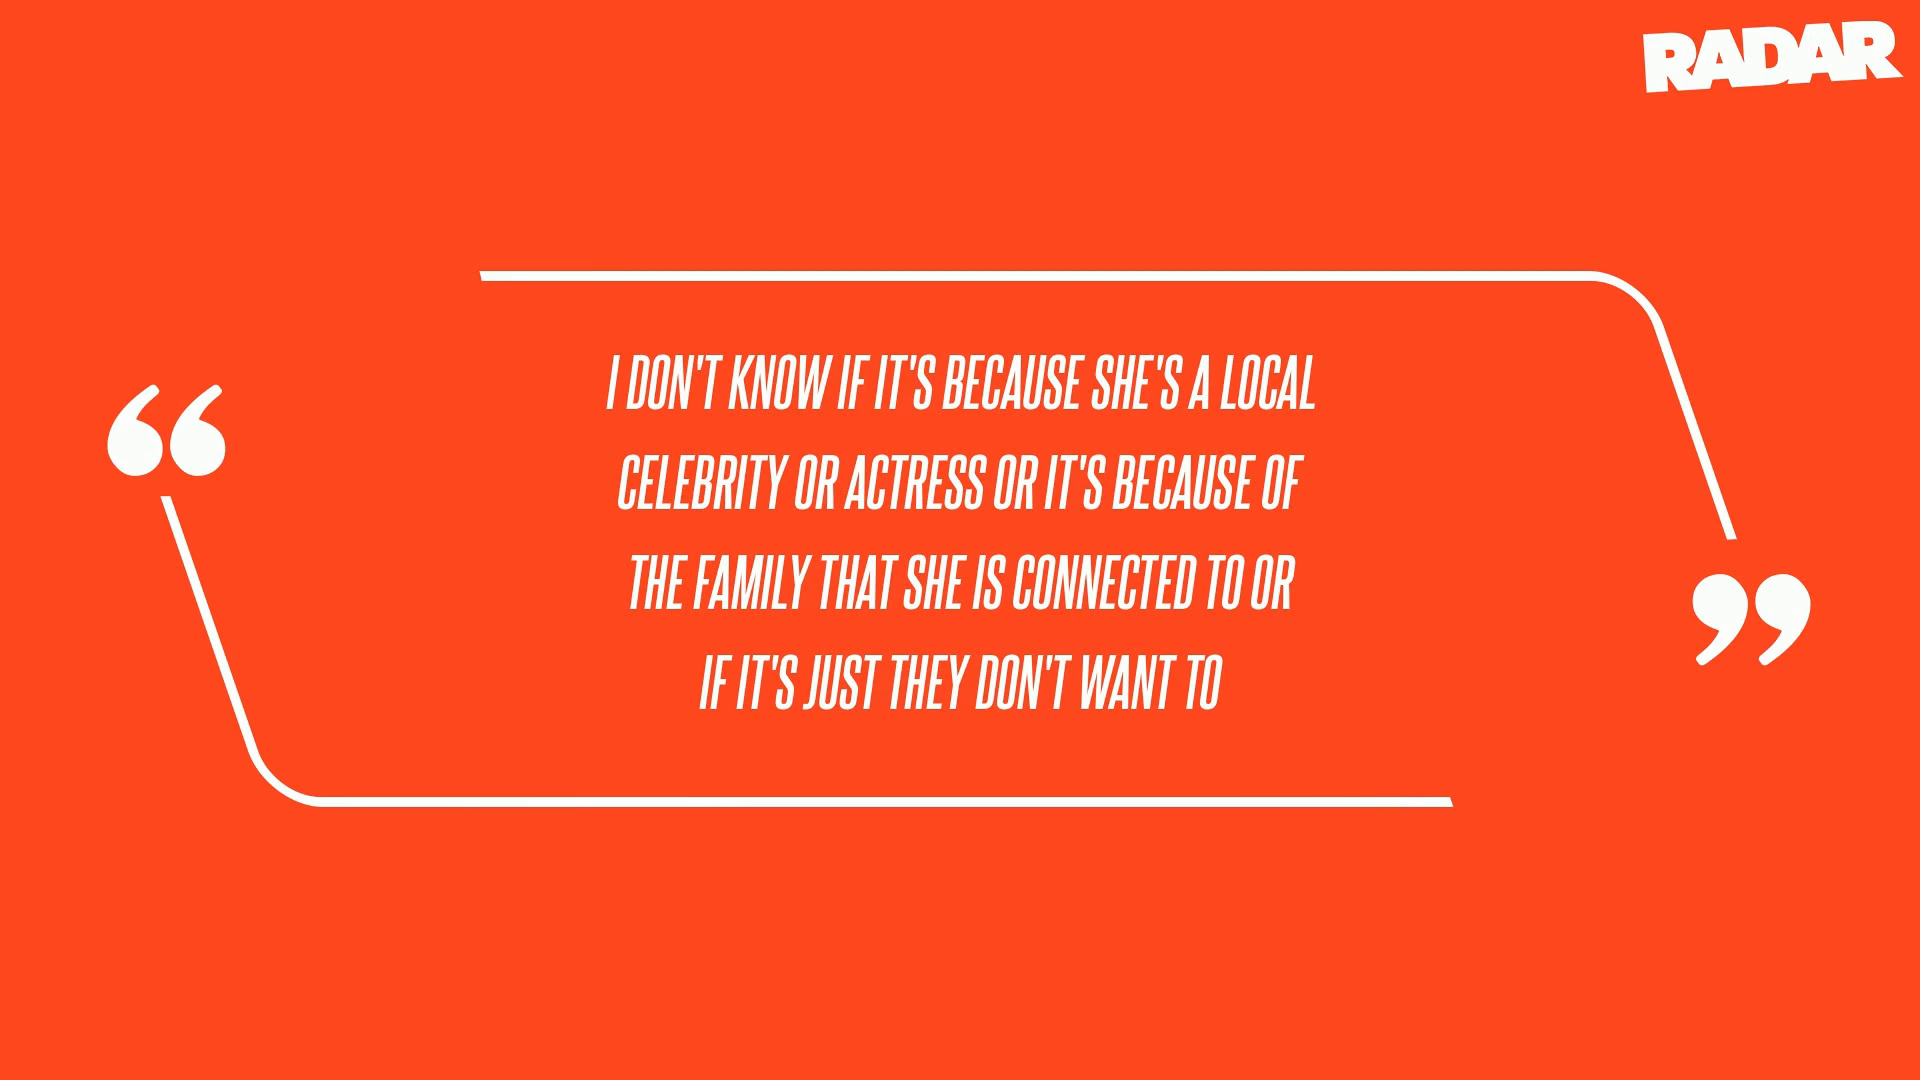 RADAR
I DON'T KNOW IF IT'S BECAUSE SHE'S A LOCAL
CELEBRITY OR ACTRESS OR IT'S BECAUSE OF
THE FAMILY THAT SHE IS CONNECTED TO OR
IF IT'S JUST THEY DON'T WANT TO